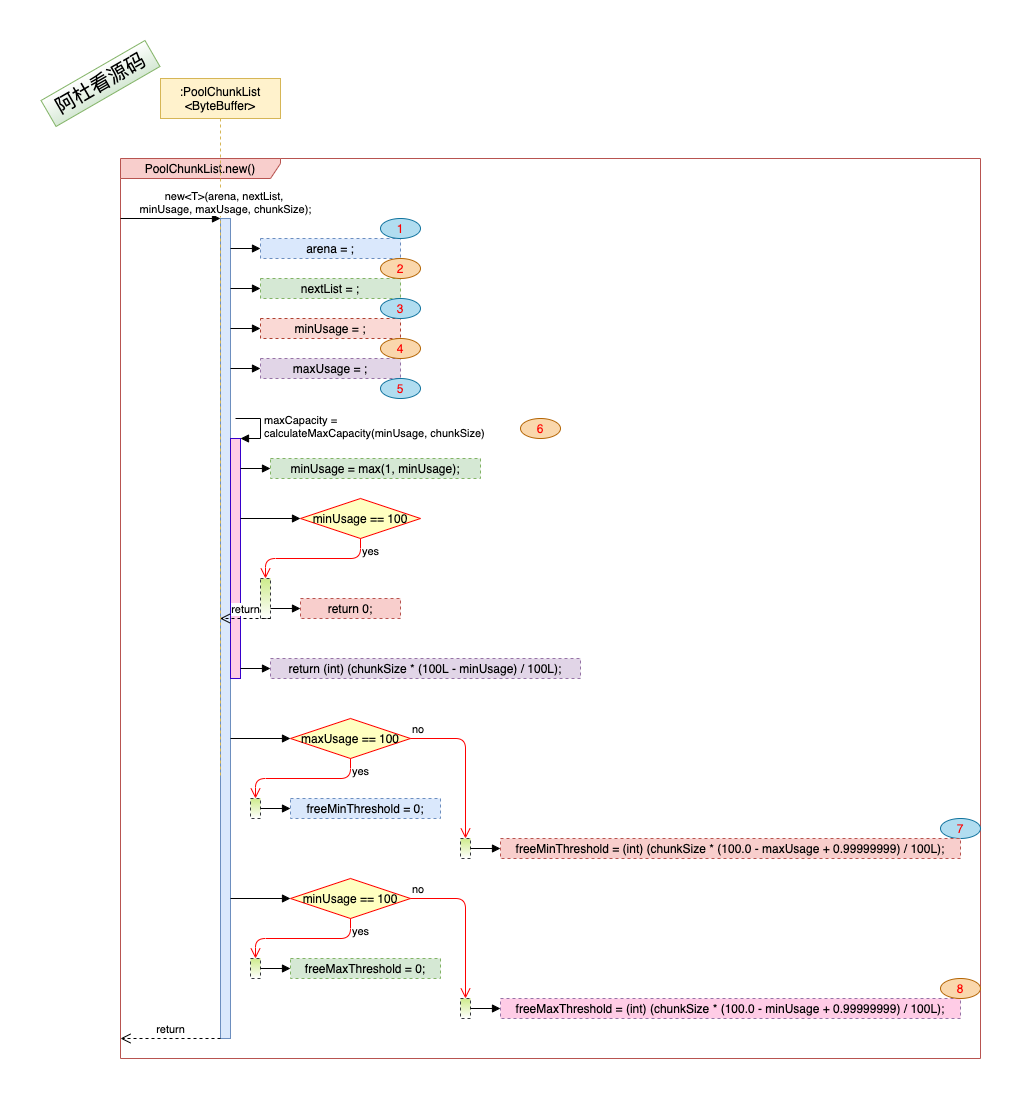 阿杜看源码
:PoolChunkList
<ByteBuffer>
PoolChunkList.new()
new<T>(arena, nextList,
minUsage, maxUsage, chunkSize);
1
arena = ;
2
nextList = ;
3
minUsage = ;
4
maxUsage = ;
5
maxCapacity =
calculateMaxCapacity(minUsage, chunkSize)
6
minUsage = max(1, minUsage);
minUsage == 100
yes
return
return 0;
return (int) (chunkSize * (100L - minUsage) / 100L);
maxUsage == 100
no
yes
freeMinThreshold = 0;
7
freeMinThreshold = (int) (chunkSize * (100.0 - maxUsage + 0.99999999) / 100L);
minUsage == 100
no
yes
freeMaxThreshold = 0;
8
freeMaxThreshold = (int) (chunkSize * (100.0 - minUsage + 0.99999999) / 100L);
return